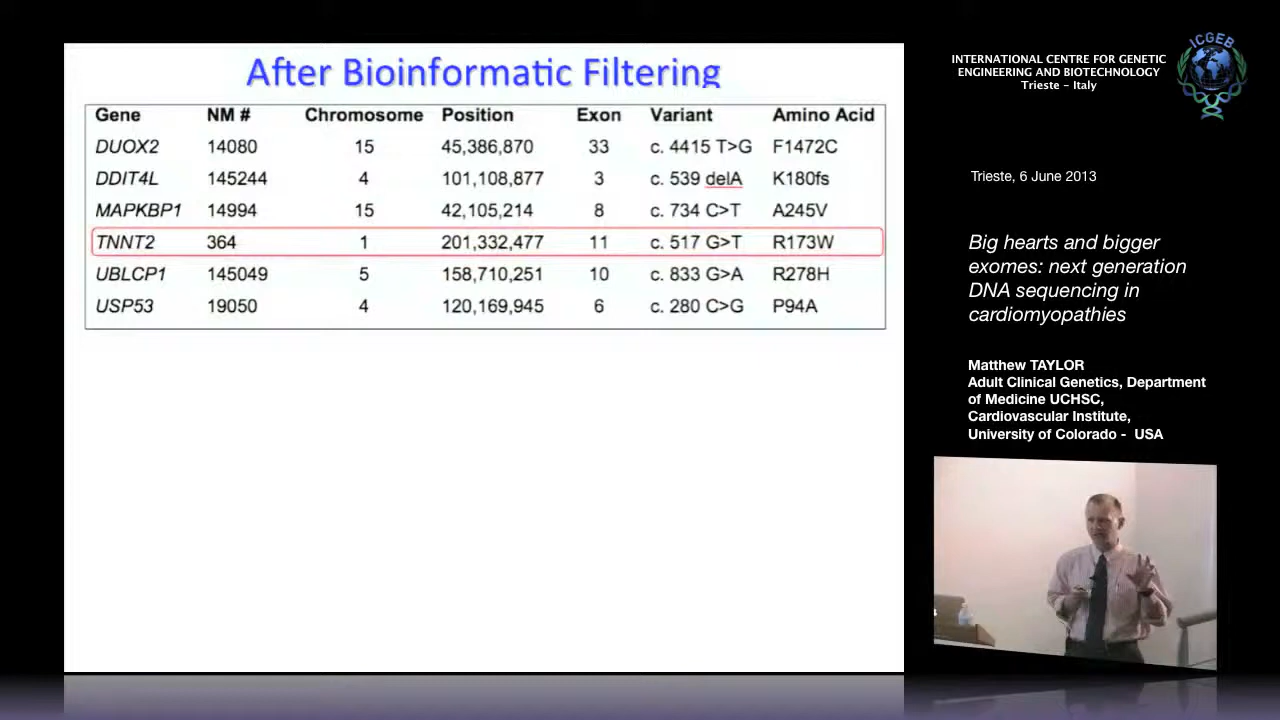 After Bioinformatic Filtering
Gene NM # Chromosome Position Exon Variant Amino Acid
DUOX2 14080 15 45,386,870 33 c. 4415 T>G F1472C
DDIT4L 145244 4 101,108,877 3 c. 539 delA K180fs
MAPKBP1 14994 15 42,105,214 8 c. 734 C>T A245V
TNNT2 364 1 201,332,477 11 c. 517 G>T R173W
UBLCP1 145049 5 158,710,251 10 c. 833 G>A R278H
USP53 19050 4 120,169,945 6 c. 280 C>G P94A
INTERNATIONAL CENTRE FOR GENETIC
ENGINEERING AND BIOTECHNOLOGY
Trieste - Italy
ICGEB
Trieste, 6 June 2013
Big hearts and bigger
exomes: next generation
DNA sequencing in
cardiomyopathies
Matthew TAYLOR
Adult Clinical Genetics, Department
of Medicine UCHSC,
Cardiovascular Institute,
University of Colorado - USA